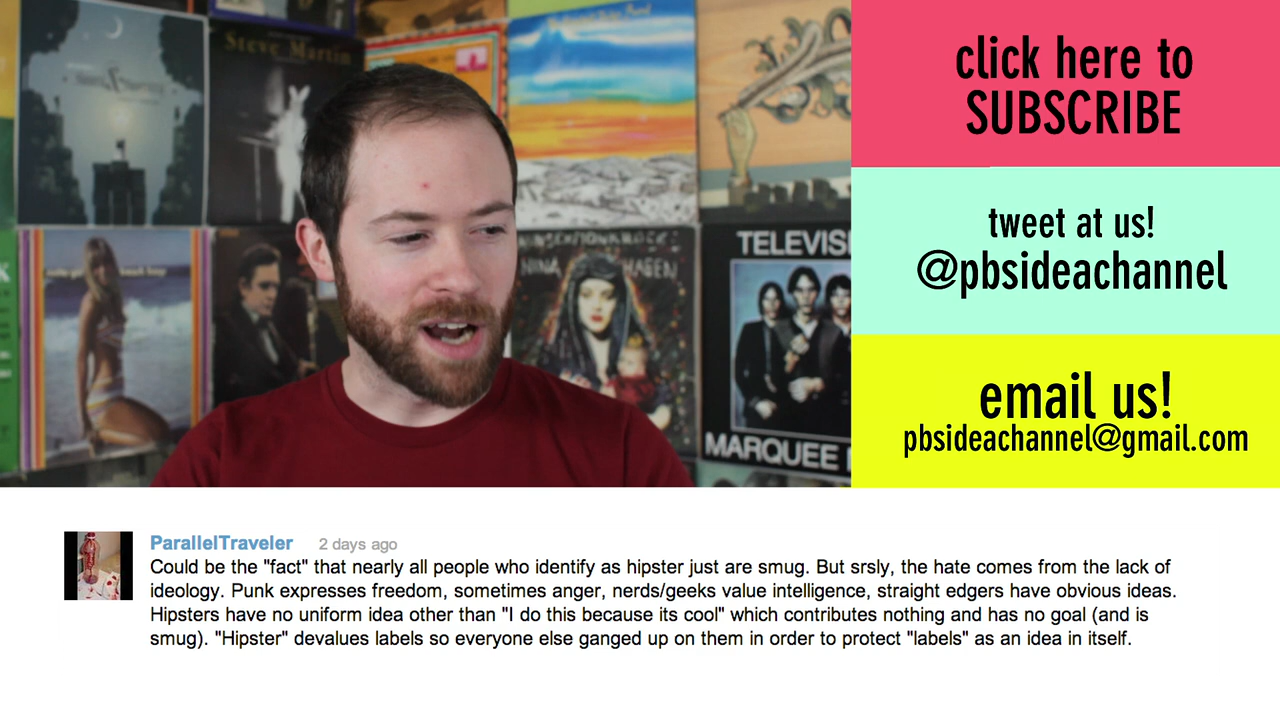 Steve Martin
click here to
SUBSCRIBE
tweet at us!
@pbsideachannel
NINA HAGEN
TELEVIS
MARQUEE
email us!
pbsideachannel@gmail.com
ParallelTraveler 2 days ago
Could be the "fact" that nearly all people who identify as hipster just are smug. But srsly, the hate comes from the lack of
ideology. Punk expresses freedom, sometimes anger, nerds/geeks value intelligence, straight edgers have obvious ideas.
Hipsters have no uniform idea other than "I do this because its cool" which contributes nothing and has no goal (and is
smug). "Hipster" devalues labels so everyone else ganged up on them in order to protect "labels" as an idea in itself.